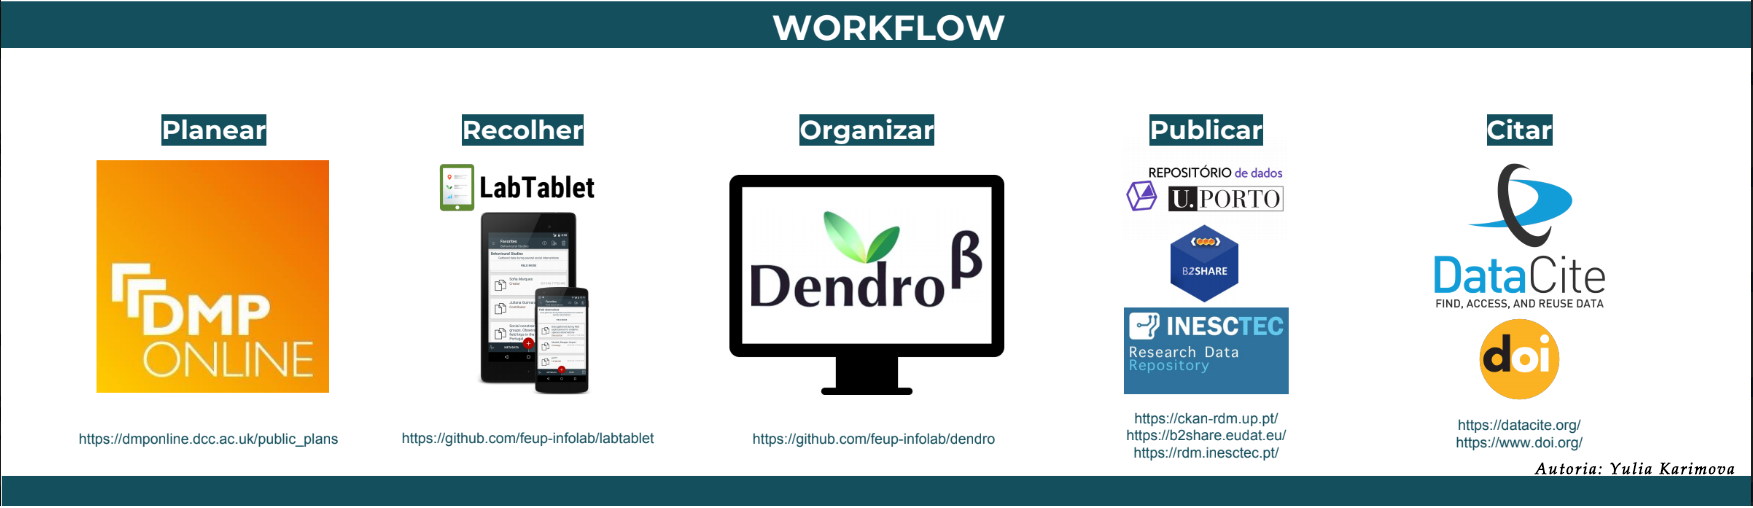 WORKFLOW
Planear
DMP
ONLINE
https://dmponline.dcc.ac.uk/public_plans
Recolher
LabTablet
Favorites
https://github.com/feup-infolab/labtablet
Organizar
Dendro β
https://github.com/feup-infolab/dendro
Publicar
REPOSITÓRIO de dados
U.PORTO
B2SHARE
INESCTEC
Research Data
Repository
https://ckan-rdm.up.pt/
https://b2share.eudat.eu/
https://rdm.inesctec.pt/
Citar
DataCite
FIND, ACCESS, AND REUSE DATA
doi
https://datacite.org/
https://www.doi.org/
Autoria: Yulia Karimova